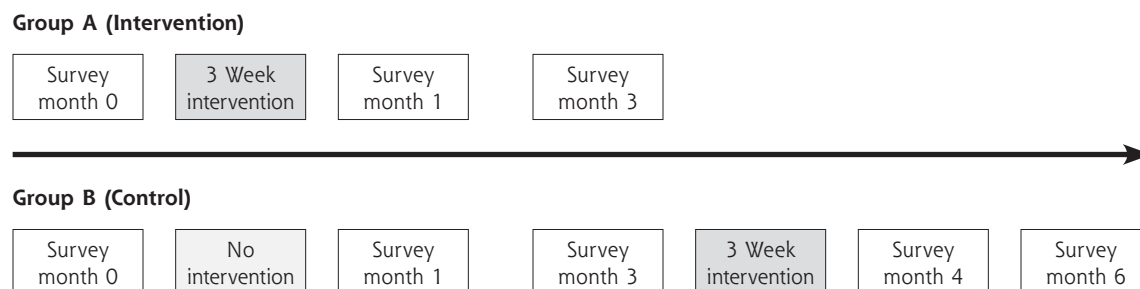 Group A (Intervention)
Survey
month 0
3 Week
intervention
Survey
month 1
Survey
month 3
Group B (Control)
Survey
month 0
No
intervention
Survey
month 1
Survey
month 3
3 Week
intervention
Survey
month 4
Survey
month 6